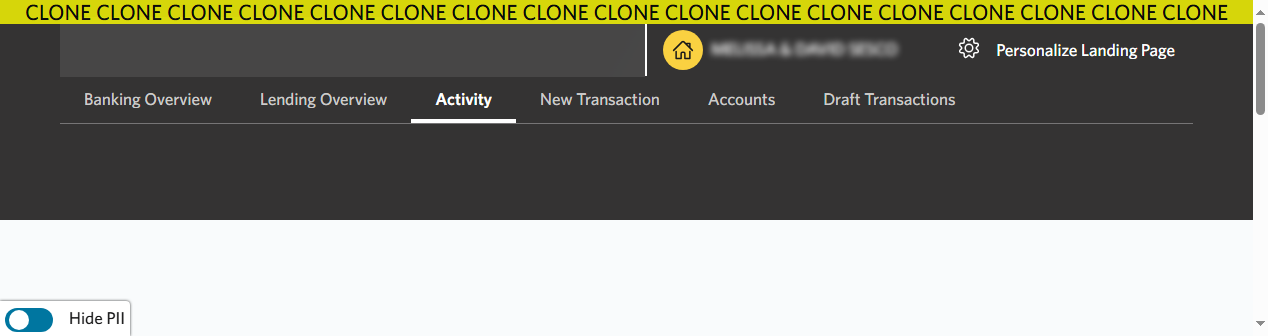 CLONE CLONE CLONE CLONE CLONE CLONE CLONE CLONE CLONE CLONE CLONE CLONE CLONE CLONE CLONE CLONE CLONE
Personalize Landing Page
Banking Overview Lending Overview Activity New Transaction Accounts Draft Transactions
Hide PII